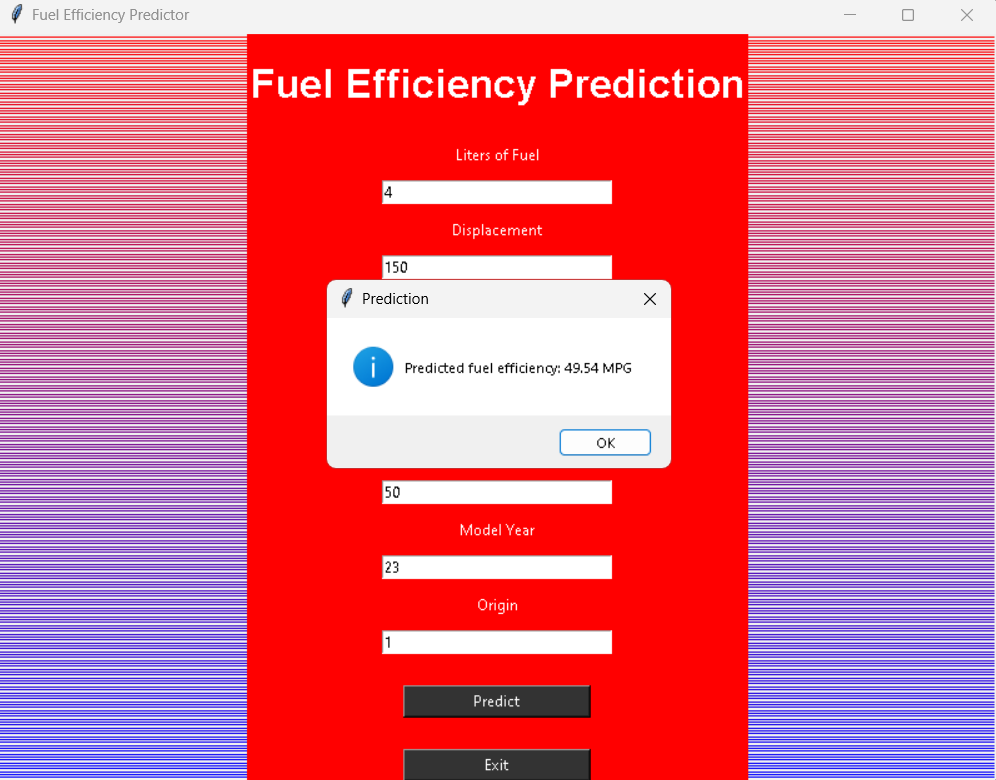 Fuel Efficiency Predictor
Fuel Efficiency Prediction
Liters of Fuel
4
Displacement
150
Prediction
Predicted fuel efficiency: 49.54 MPG
OK
50
Model Year
23
Origin
1
Predict
Exit